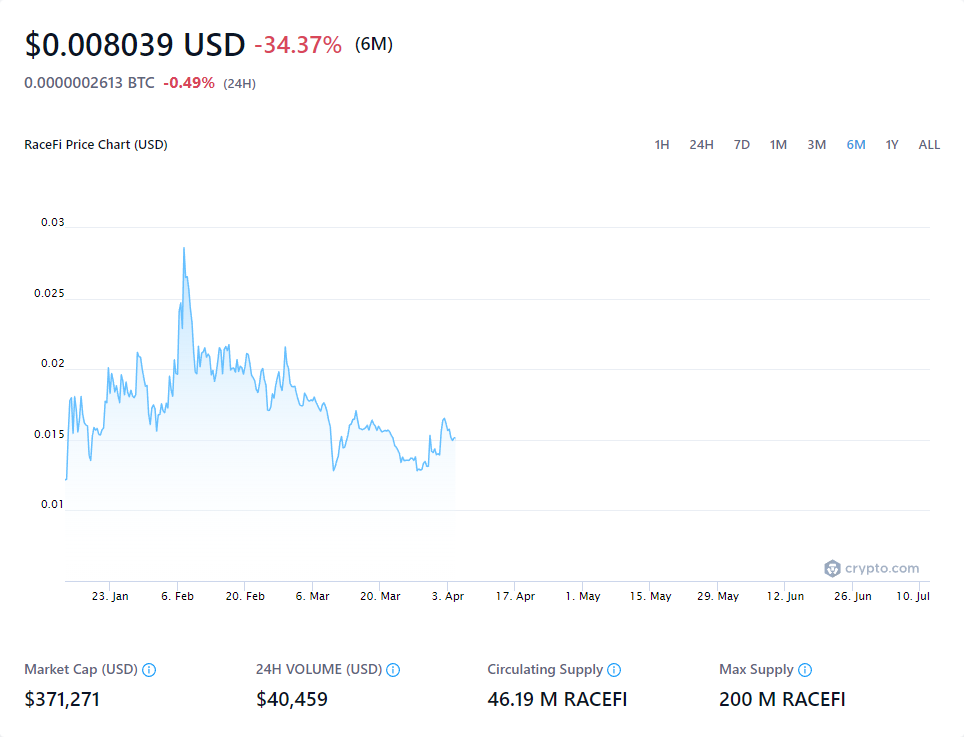 $0.008039 USD -34.37% (6M)
0.0000002613 BTC -0.49% (24H)
RaceFi Price Chart (USD) 1H 24H 7D 1M 3M 6M 1Y ALL
0.03
0.025
0.02
0.015
0.01
crypto.com
23. Jan 6. Feb 20. Feb 6. Mar 20. Mar 3. Apr 17. Apr 1. May 15. May 29. May 12. Jun 26. Jun 10. Jul
Market Cap (USD) 24H VOLUME (USD) Circulating Supply Max Supply
$371,271 $40,459 46.19 M RACEFI 200 M RACEFI